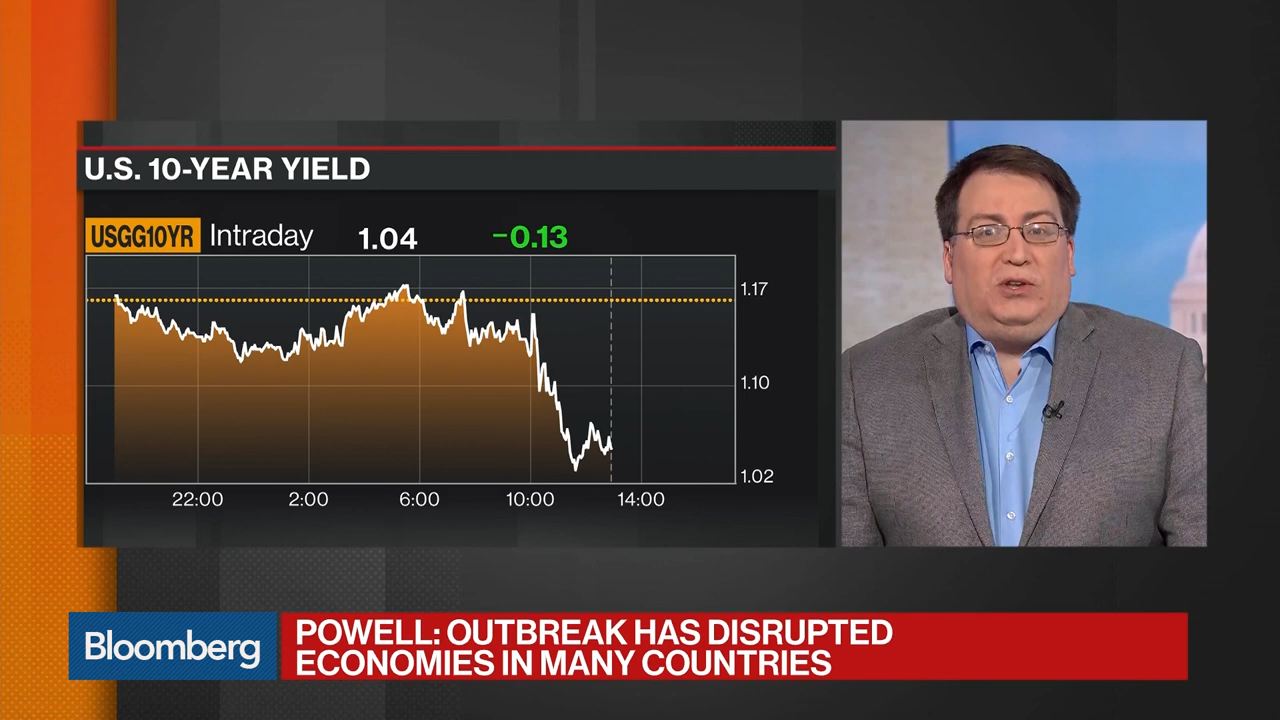 U.S. 10-YEAR YIELD
USGG10YR Intraday 1.04 -0.13
1.17
1.10
1.02
22:00 2:00 6:00 10:00 14:00
Bloomberg
POWELL: OUTBREAK HAS DISRUPTED
ECONOMIES IN MANY COUNTRIES